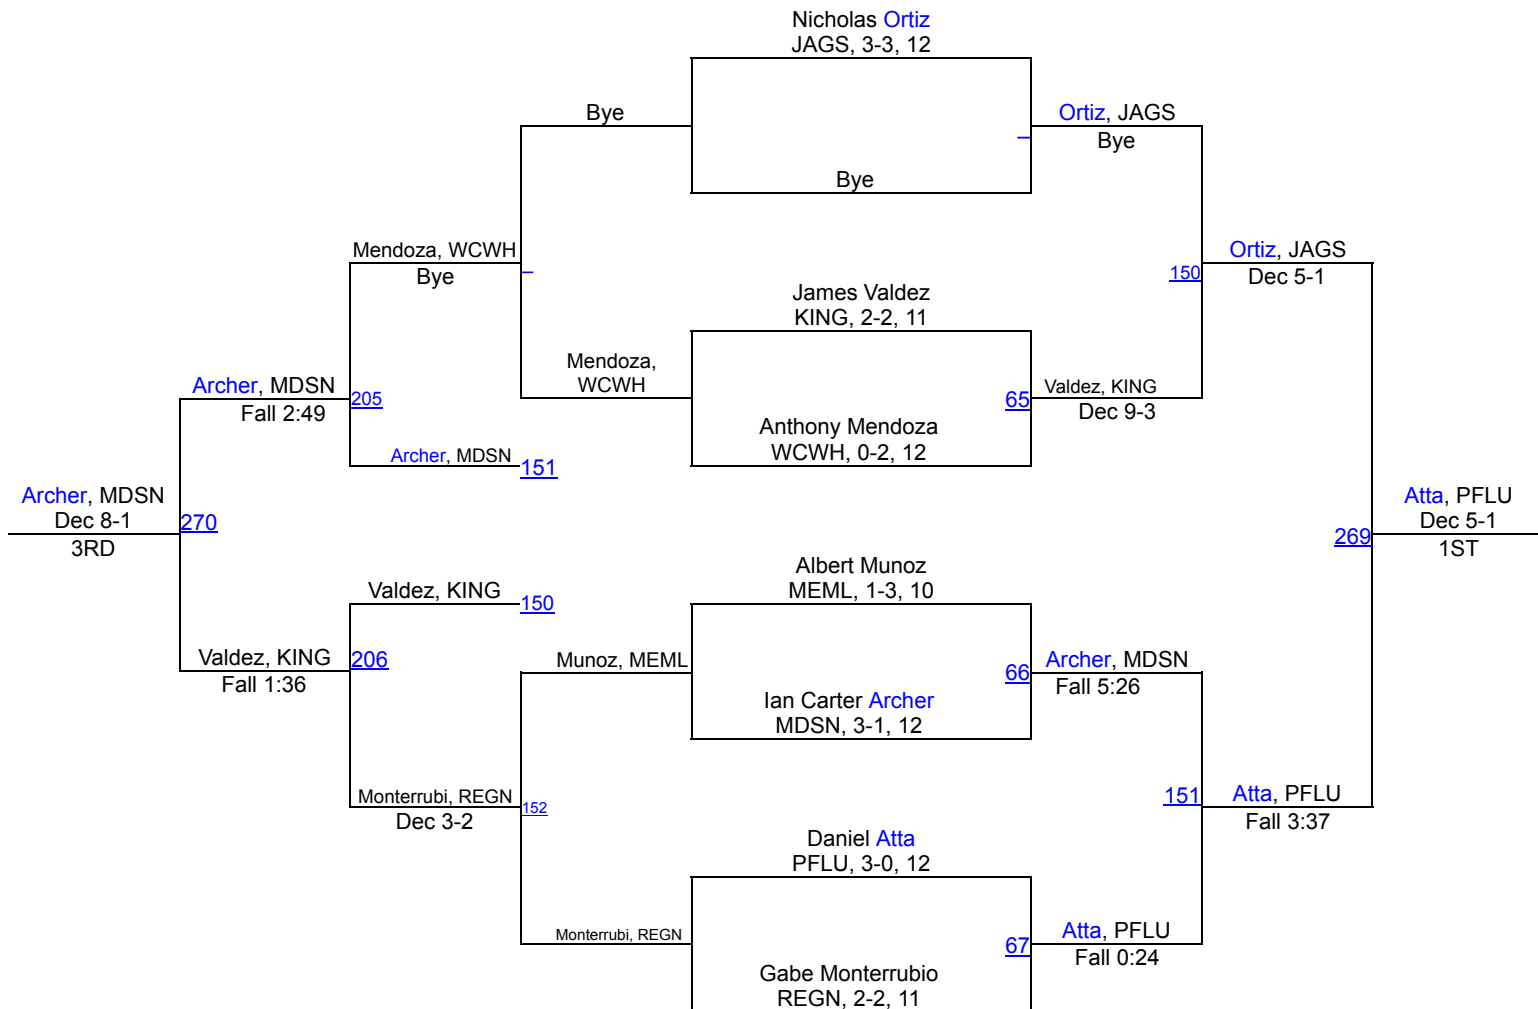 Nicholas Ortiz
JAGS, 3-3, 12
Bye
Ortiz, JAGS
Bye
Bye
Mendoza, WCWH
Bye
Ortiz, JAGS
150
Dec 5-1
James Valdez
KING, 2-2, 11
Mendoza,
WCWH
Archer, MDSN
205
Fall 2:49
65
Valdez, KING
Dec 9-3
Anthony Mendoza
WCWH, 0-2, 12
Archer, MDSN
151
Archer, MDSN
Dec 8-1
270
3RD
Atta, PFLU
Dec 5-1
269
1ST
Albert Munoz
MEML, 1-3, 10
Valdez, KING
150
Valdez, KING
206
Fall 1:36
Munoz, MEML
66
Archer, MDSN
Fall 5:26
Ian Carter Archer
MDSN, 3-1, 12
Monterrubi, REGN
152
Dec 3-2
151
Atta, PFLU
Fall 3:37
Daniel Atta
PFLU, 3-0, 12
Monterrubi, REGN
67
Atta, PFLU
Fall 0:24
Gabe Monterrubio
REGN, 2-2, 11